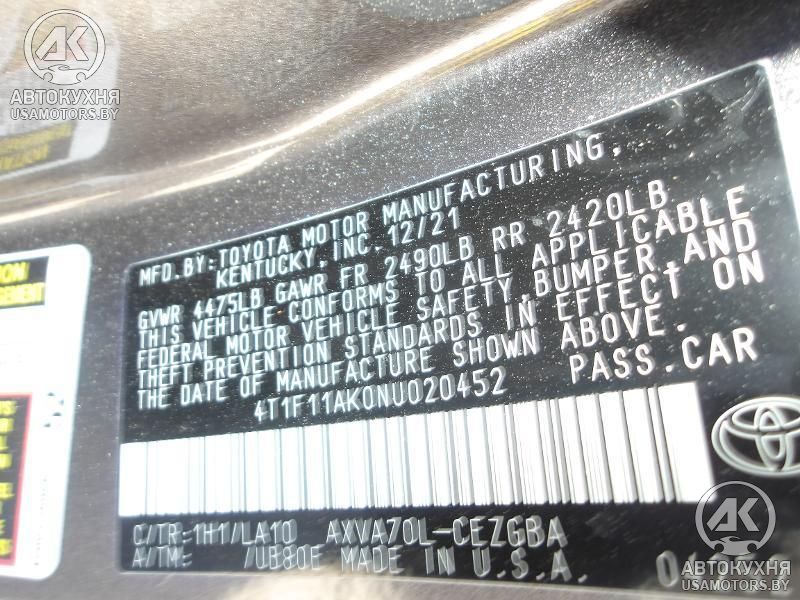 AK
АВТОКУХНЯ
USAMOTORS.BY
MFD. BY: TOYOTA MOTOR MANUFACTURING,
KENTUCKY, INC. 12/21
GVWR 4475LB GAWR FR 2490LB RR 2420LB
THIS VEHICLE CONFORMS TO ALL APPLICABLE
FEDERAL MOTOR VEHICLE SAFETY, BUMPER, AND
THEFT PREVENTION STANDARDS IN EFFECT ON
THE DATE OF MANUFACTURE SHOWN ABOVE.
4T1F11AK0NU020452 PASS.CAR
C/TR: 1H1/LA10 AXVA70L-CEZGBA
A/TM: /UB80E MADE IN U.S.A.
AK
АВТОКУХНЯ
USAMOTORS.BY